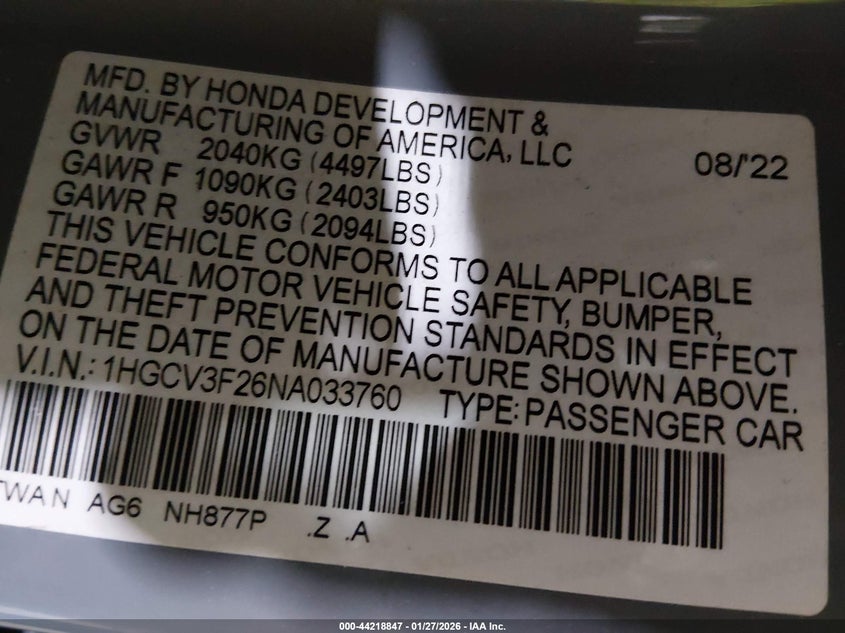 MFD. BY HONDA DEVELOPMENT &
MANUFACTURING OF AMERICA, LLC
08/'22
GVWR 2040KG (4497LBS)
GAWR F 1090KG (2403LBS)
GAWR R 950KG (2094LBS)
THIS VEHICLE CONFORMS TO ALL APPLICABLE
FEDERAL MOTOR VEHICLE SAFETY, BUMPER,
AND THEFT PREVENTION STANDARDS IN EFFECT
ON THE DATE OF MANUFACTURE SHOWN ABOVE.
V.I.N.: 1HGCV3F26NA033760 TYPE: PASSENGER CAR
TWAN AG6 NH877P .Z .A
000-44218847 - 01/27/2026 - IAA Inc.